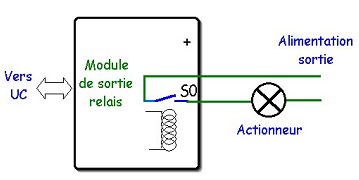 Alimentation
sortie
+
Module
de sortie
relais
Vers
UC
S0
Actionneur